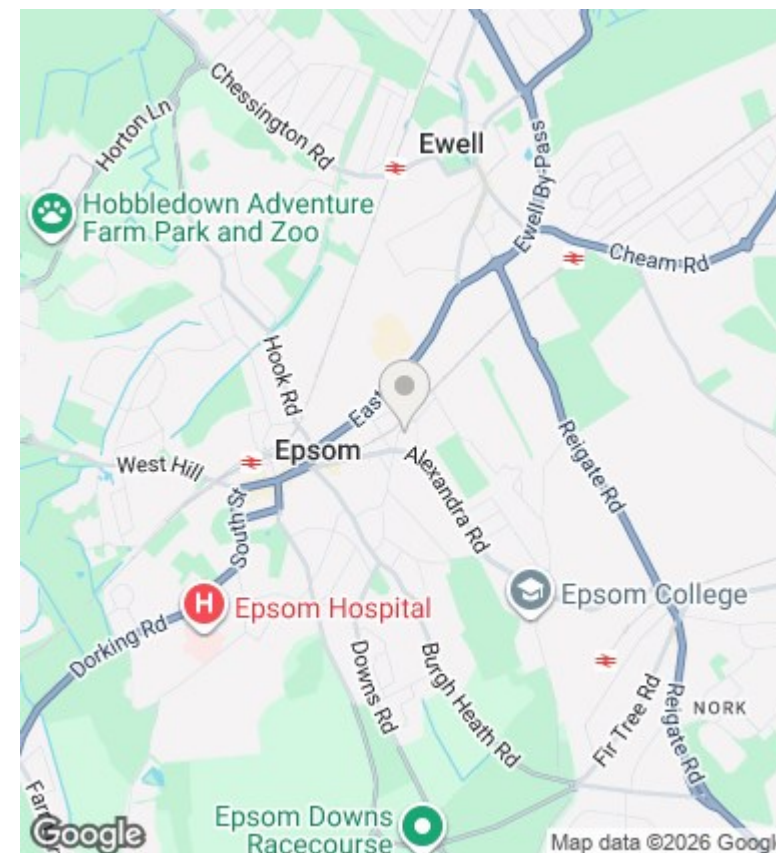 Chessington Rd
Horton Ln
Ewell
Hobbledown Adventure
Farm Park and Zoo
Ewell By-Pass
Cheam Rd
Hook Rd
East
Epsom
West Hill
Alexandra Rd
Reigate Rd
South St
H
Epsom Hospital
Epsom College
Dorking Rd
Downs Rd
Burgh Heath Rd
Fir Tree Rd
Reigate Rd
NORK
Epsom Downs
Racecourse
Google
Map data ©2026 Googl